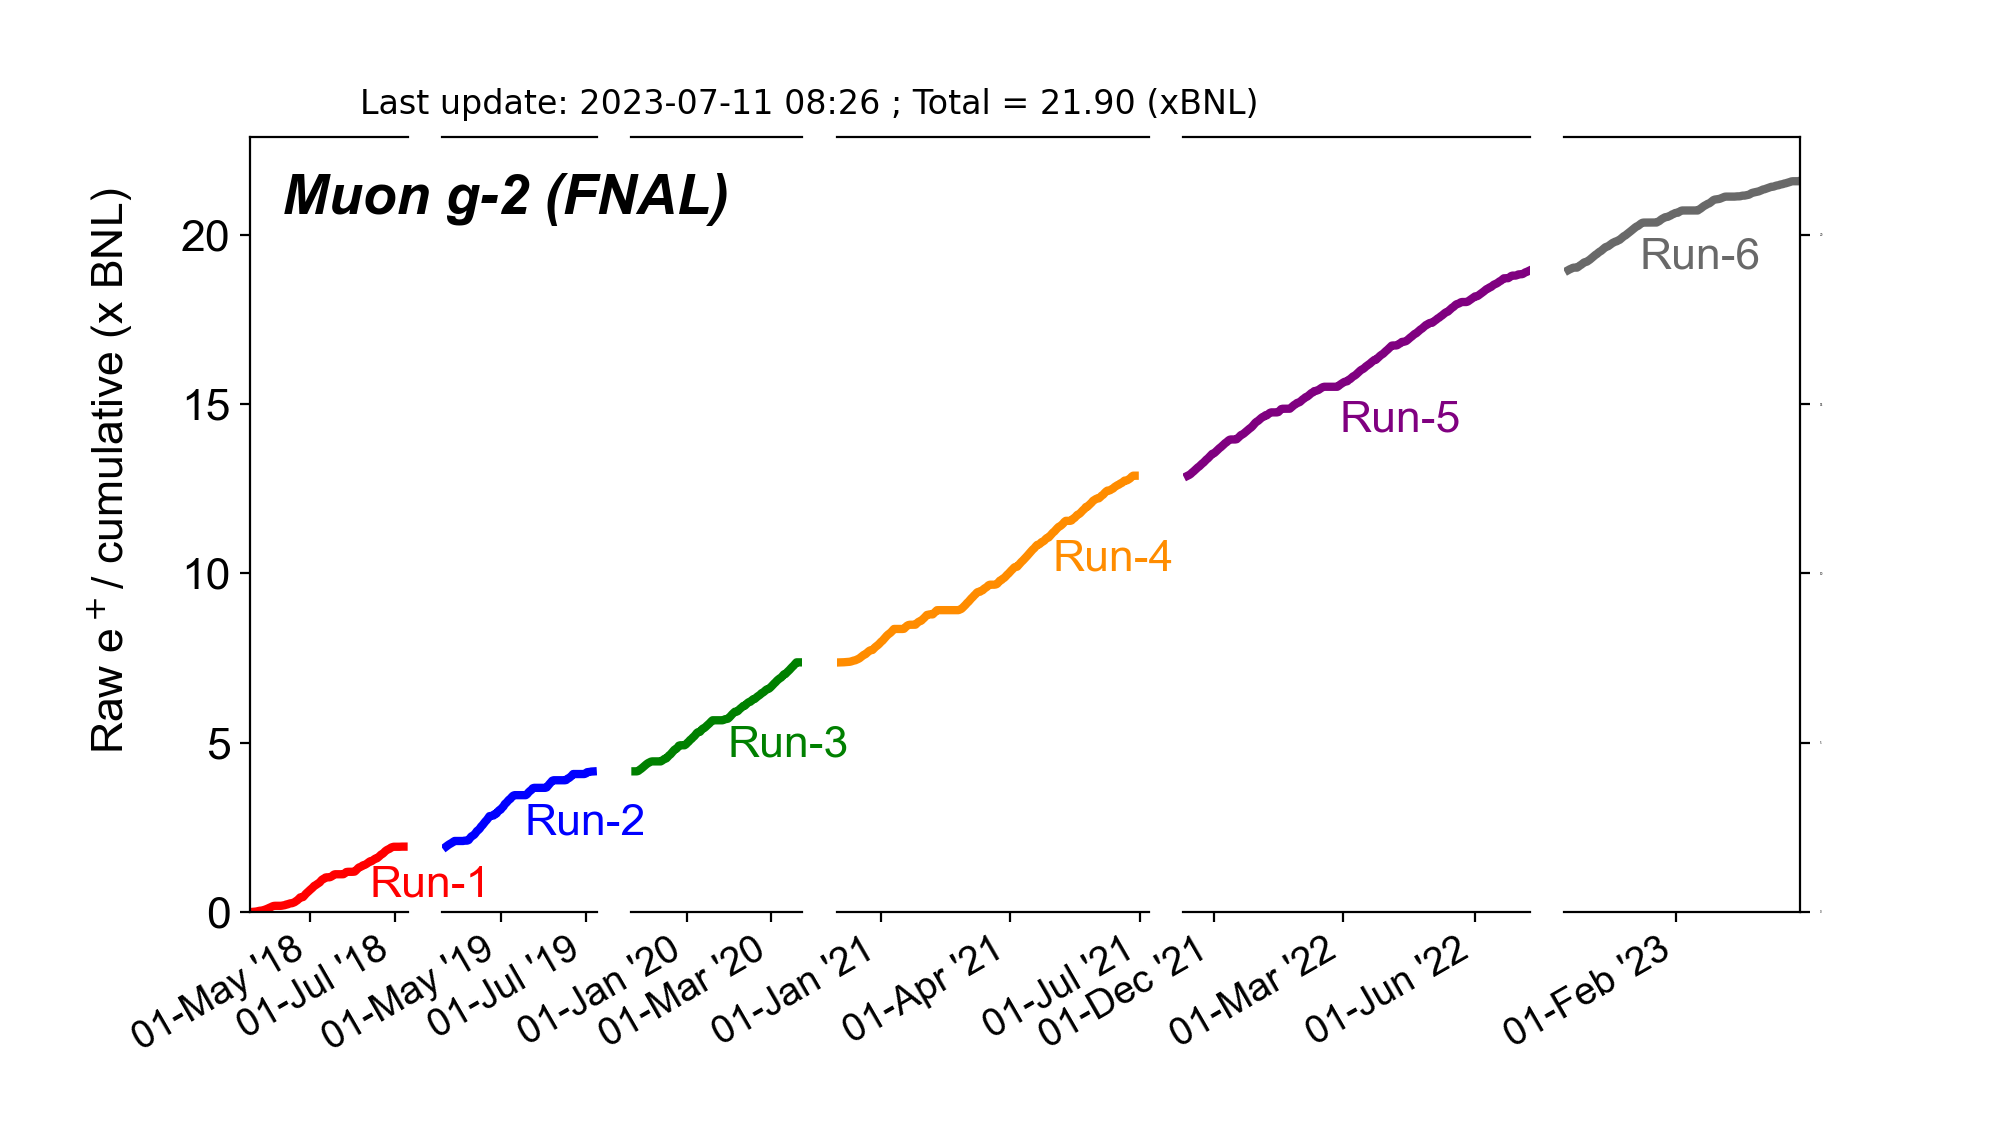 Last update: 2023-07-11 08:26 ; Total = 21.90 (xBNL)
Muon g-2 (FNAL)
Raw e + / cumulative (x BNL)
20
15
10
5
0
Run-1
Run-2
Run-3
Run-4
Run-5
Run-6
01-May '18
01-Jul '18
01-May '19
01-Jul '19
01-Jan '20
01-Mar '20
01-Jan '21
01-Apr '21
01-Jul '21
01-Dec '21
01-Mar '22
01-Jun '22
01-Feb '23